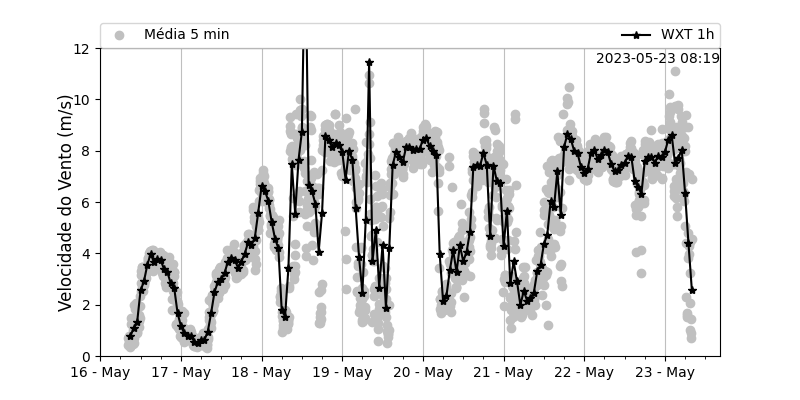 Média 5 min WXT 1h
2023-05-23 08:19
Velocidade do Vento (m/s)
12
10
8
6
4
2
0
16 - May 17 - May 18 - May 19 - May 20 - May 21 - May 22 - May 23 - May